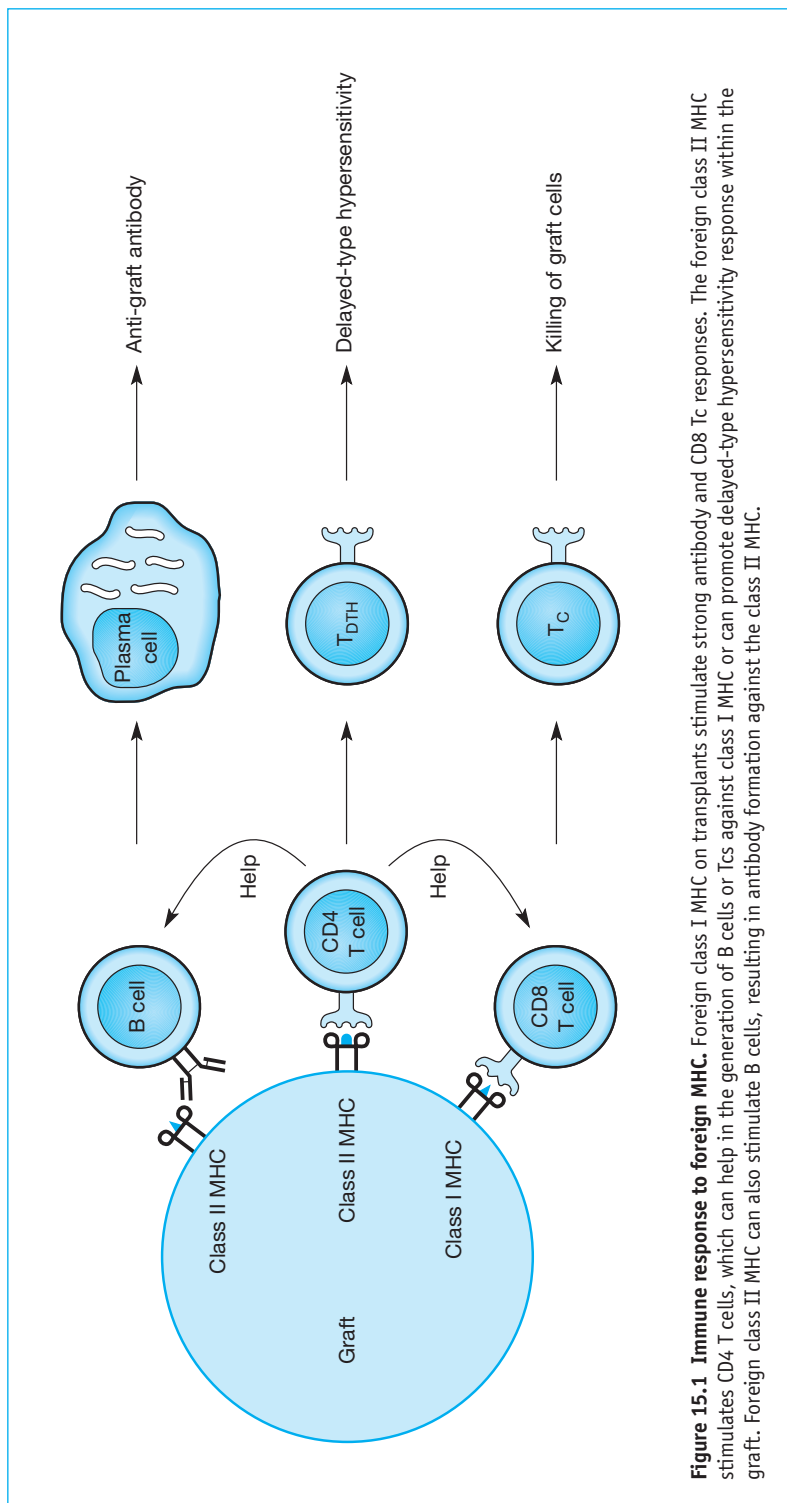 Class II MHC
B cell
Plasma
cell
Anti-graft antibody
Help
Graft
Class II MHC
CD4
T cell
T_DTH
Delayed-type hypersensitivity
Help
Class I MHC
CD8
T cell
T_C
Killing of graft cells
Figure 15.1 Immune response to foreign MHC. Foreign class I MHC on transplants stimulate strong antibody and CD8 Tc responses. The foreign class II MHC
stimulates CD4 T cells, which can help in the generation of B cells or Tcs against class I MHC or can promote delayed-type hypersensitivity response within the
graft. Foreign class II MHC can also stimulate B cells, resulting in antibody formation against the class II MHC.